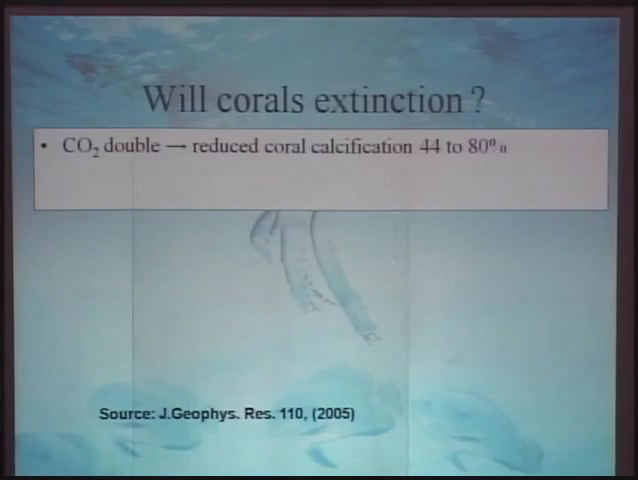 Will corals extinction ?
• CO₂ double → reduced coral calcification 44 to 80%
Source: J.Geophys. Res. 110, (2005)